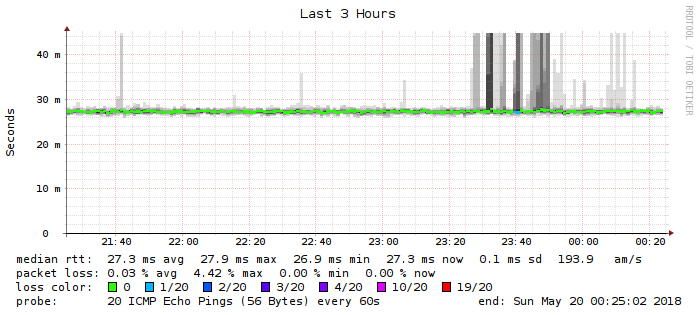 Last 3 Hours
RRDTOOL / TOBI OETIKER
Seconds
40 m
30 m
20 m
10 m
0
21:40 22:00 22:20 22:40 23:00 23:20 23:40 00:00 00:20
median rtt: 27.3 ms avg 27.9 ms max 26.9 ms min 27.3 ms now 0.1 ms sd 193.9 am/s
packet loss: 0.03 % avg 4.42 % max 0.00 % min 0.00 % now
loss color: 0 1/20 2/20 3/20 4/20 10/20 19/20
probe: 20 ICMP Echo Pings (56 Bytes) every 60s end: Sun May 20 00:25:02 2018